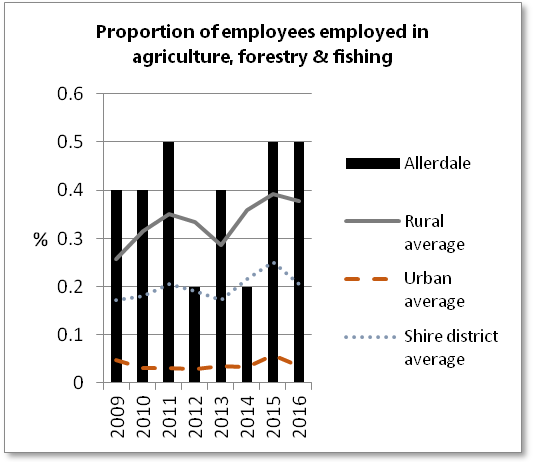 Proportion of employees employed in
agriculture, forestry & fishing
0.6
0.5
0.4
0.3
0.2
0.1
0
%
2009
2010
2011
2012
2013
2014
2015
2016
Allerdale
Rural
average
Urban
average
Shire district
average